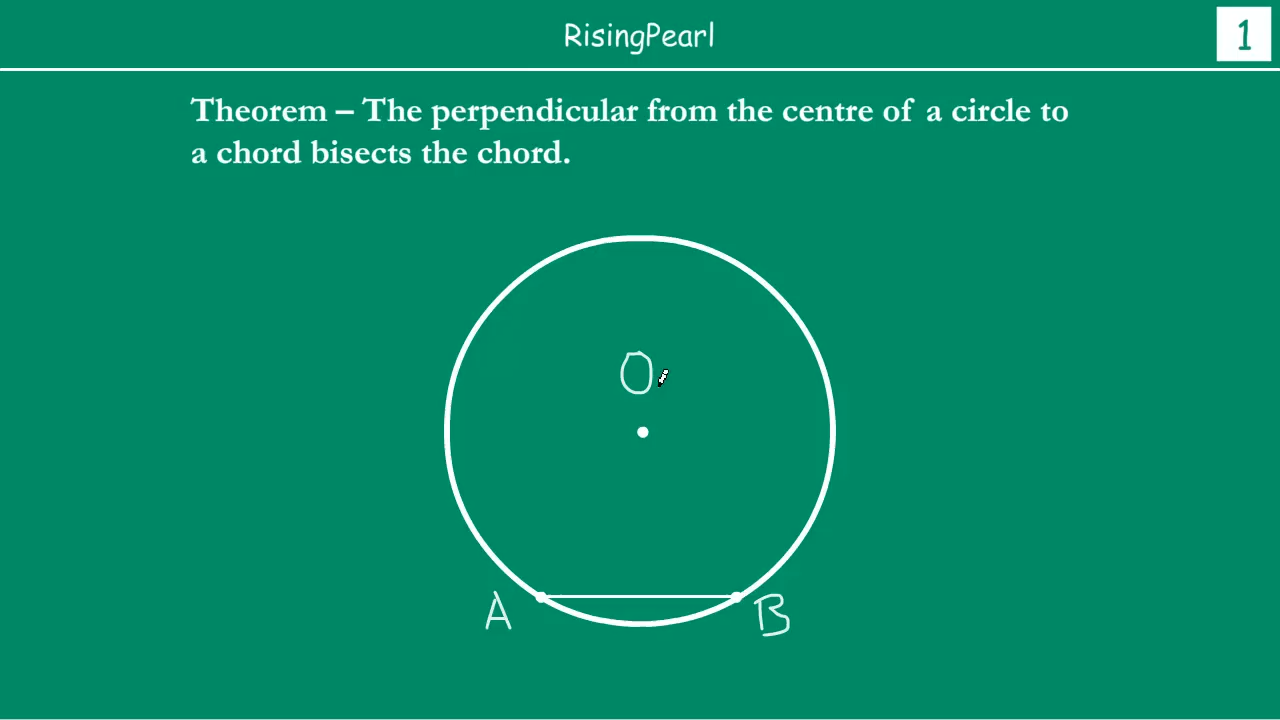 RisingPearl
1
Theorem – The perpendicular from the centre of a circle to
a chord bisects the chord.
O
A
B